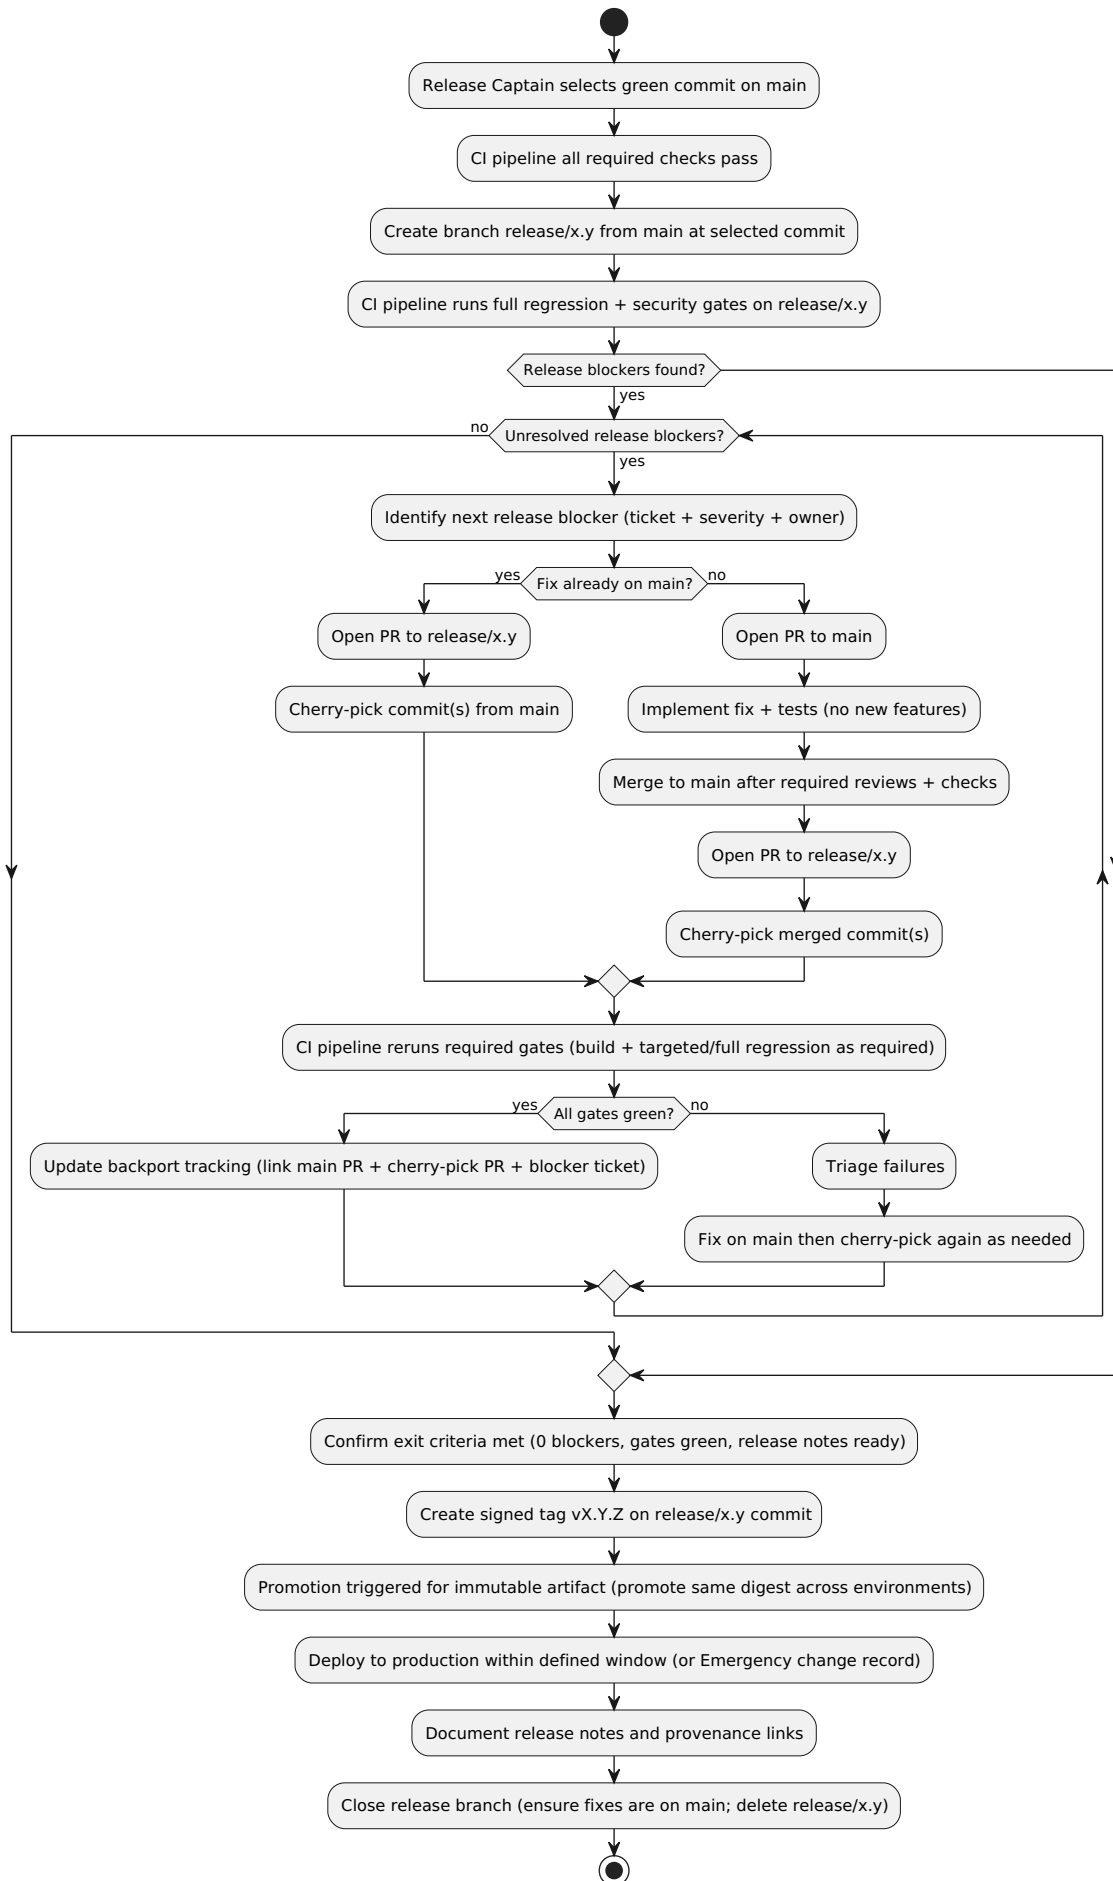 Release Captain selects green commit on main
CI pipeline all required checks pass
Create branch release/x.y from main at selected commit
CI pipeline runs full regression + security gates on release/x.y
Release blockers found?
yes
no
Unresolved release blockers?
yes
Identify next release blocker (ticket + severity + owner)
yes
Fix already on main?
no
Open PR to release/x.y
Cherry-pick commit(s) from main
Open PR to main
Implement fix + tests (no new features)
Merge to main after required reviews + checks
Open PR to release/x.y
Cherry-pick merged commit(s)
CI pipeline reruns required gates (build + targeted/full regression as required)
yes
All gates green?
no
Update backport tracking (link main PR + cherry-pick PR + blocker ticket)
Triage failures
Fix on main then cherry-pick again as needed
Confirm exit criteria met (0 blockers, gates green, release notes ready)
Create signed tag vX.Y.Z on release/x.y commit
Promotion triggered for immutable artifact (promote same digest across environments)
Deploy to production within defined window (or Emergency change record)
Document release notes and provenance links
Close release branch (ensure fixes are on main; delete release/x.y)